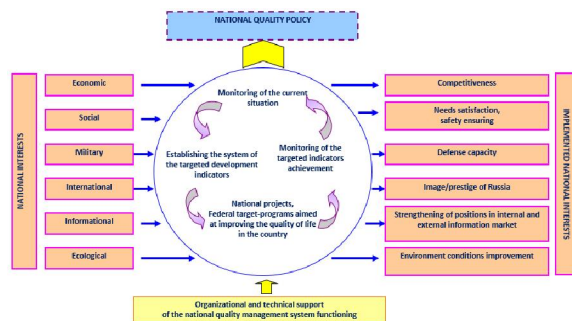 NATIONAL QUALITY POLICY
NATIONAL INTERESTS
Economic
Social
Military
International
Informational
Ecological
Monitoring of the current
situation
Establishing the system of
the targeted development
indicators
Monitoring of the
targeted indicators
achievement
National projects,
Federal target-programs aimed
at improving the quality of life
in the country
Competitiveness
Needs satisfaction,
safety ensuring
Defense capacity
Image/prestige of Russia
Strengthening of positions in internal and
external information market
Environment conditions improvement
IMPLEMENTED NATIONAL INTERESTS
Organizational and technical support
of the national quality management system functioning